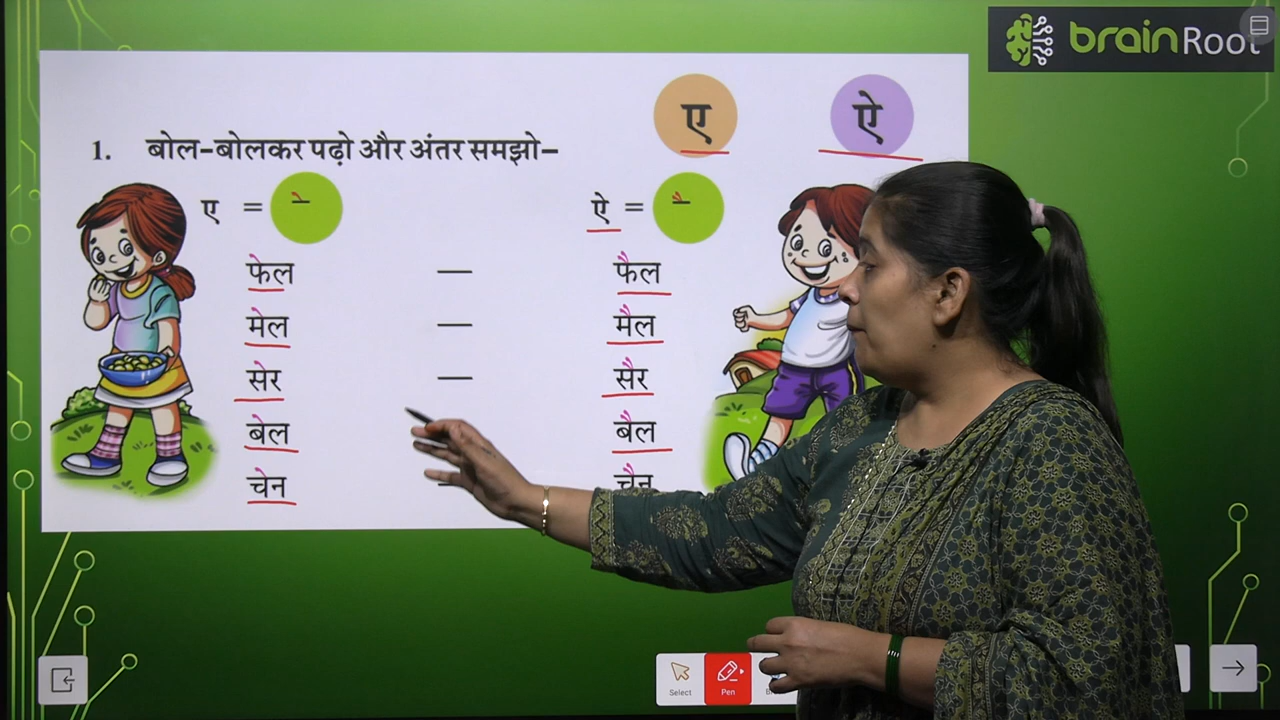 brainRoot
ए ऐ
1. बोल-बोलकर पढ़ो और अंतर समझो-
ए = े ऐ = ै
फेल — फैल
मेल — मैल
सेर — सैर
बेल — बैल
चेन चैन
Select Pen